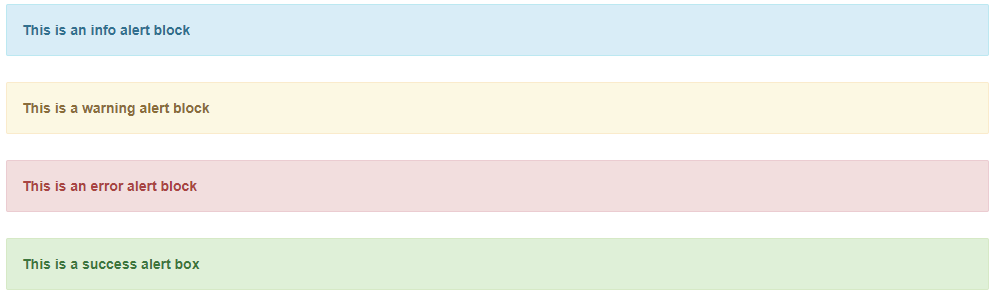 This is an info alert block
This is a warning alert block
This is an error alert block
This is a success alert box